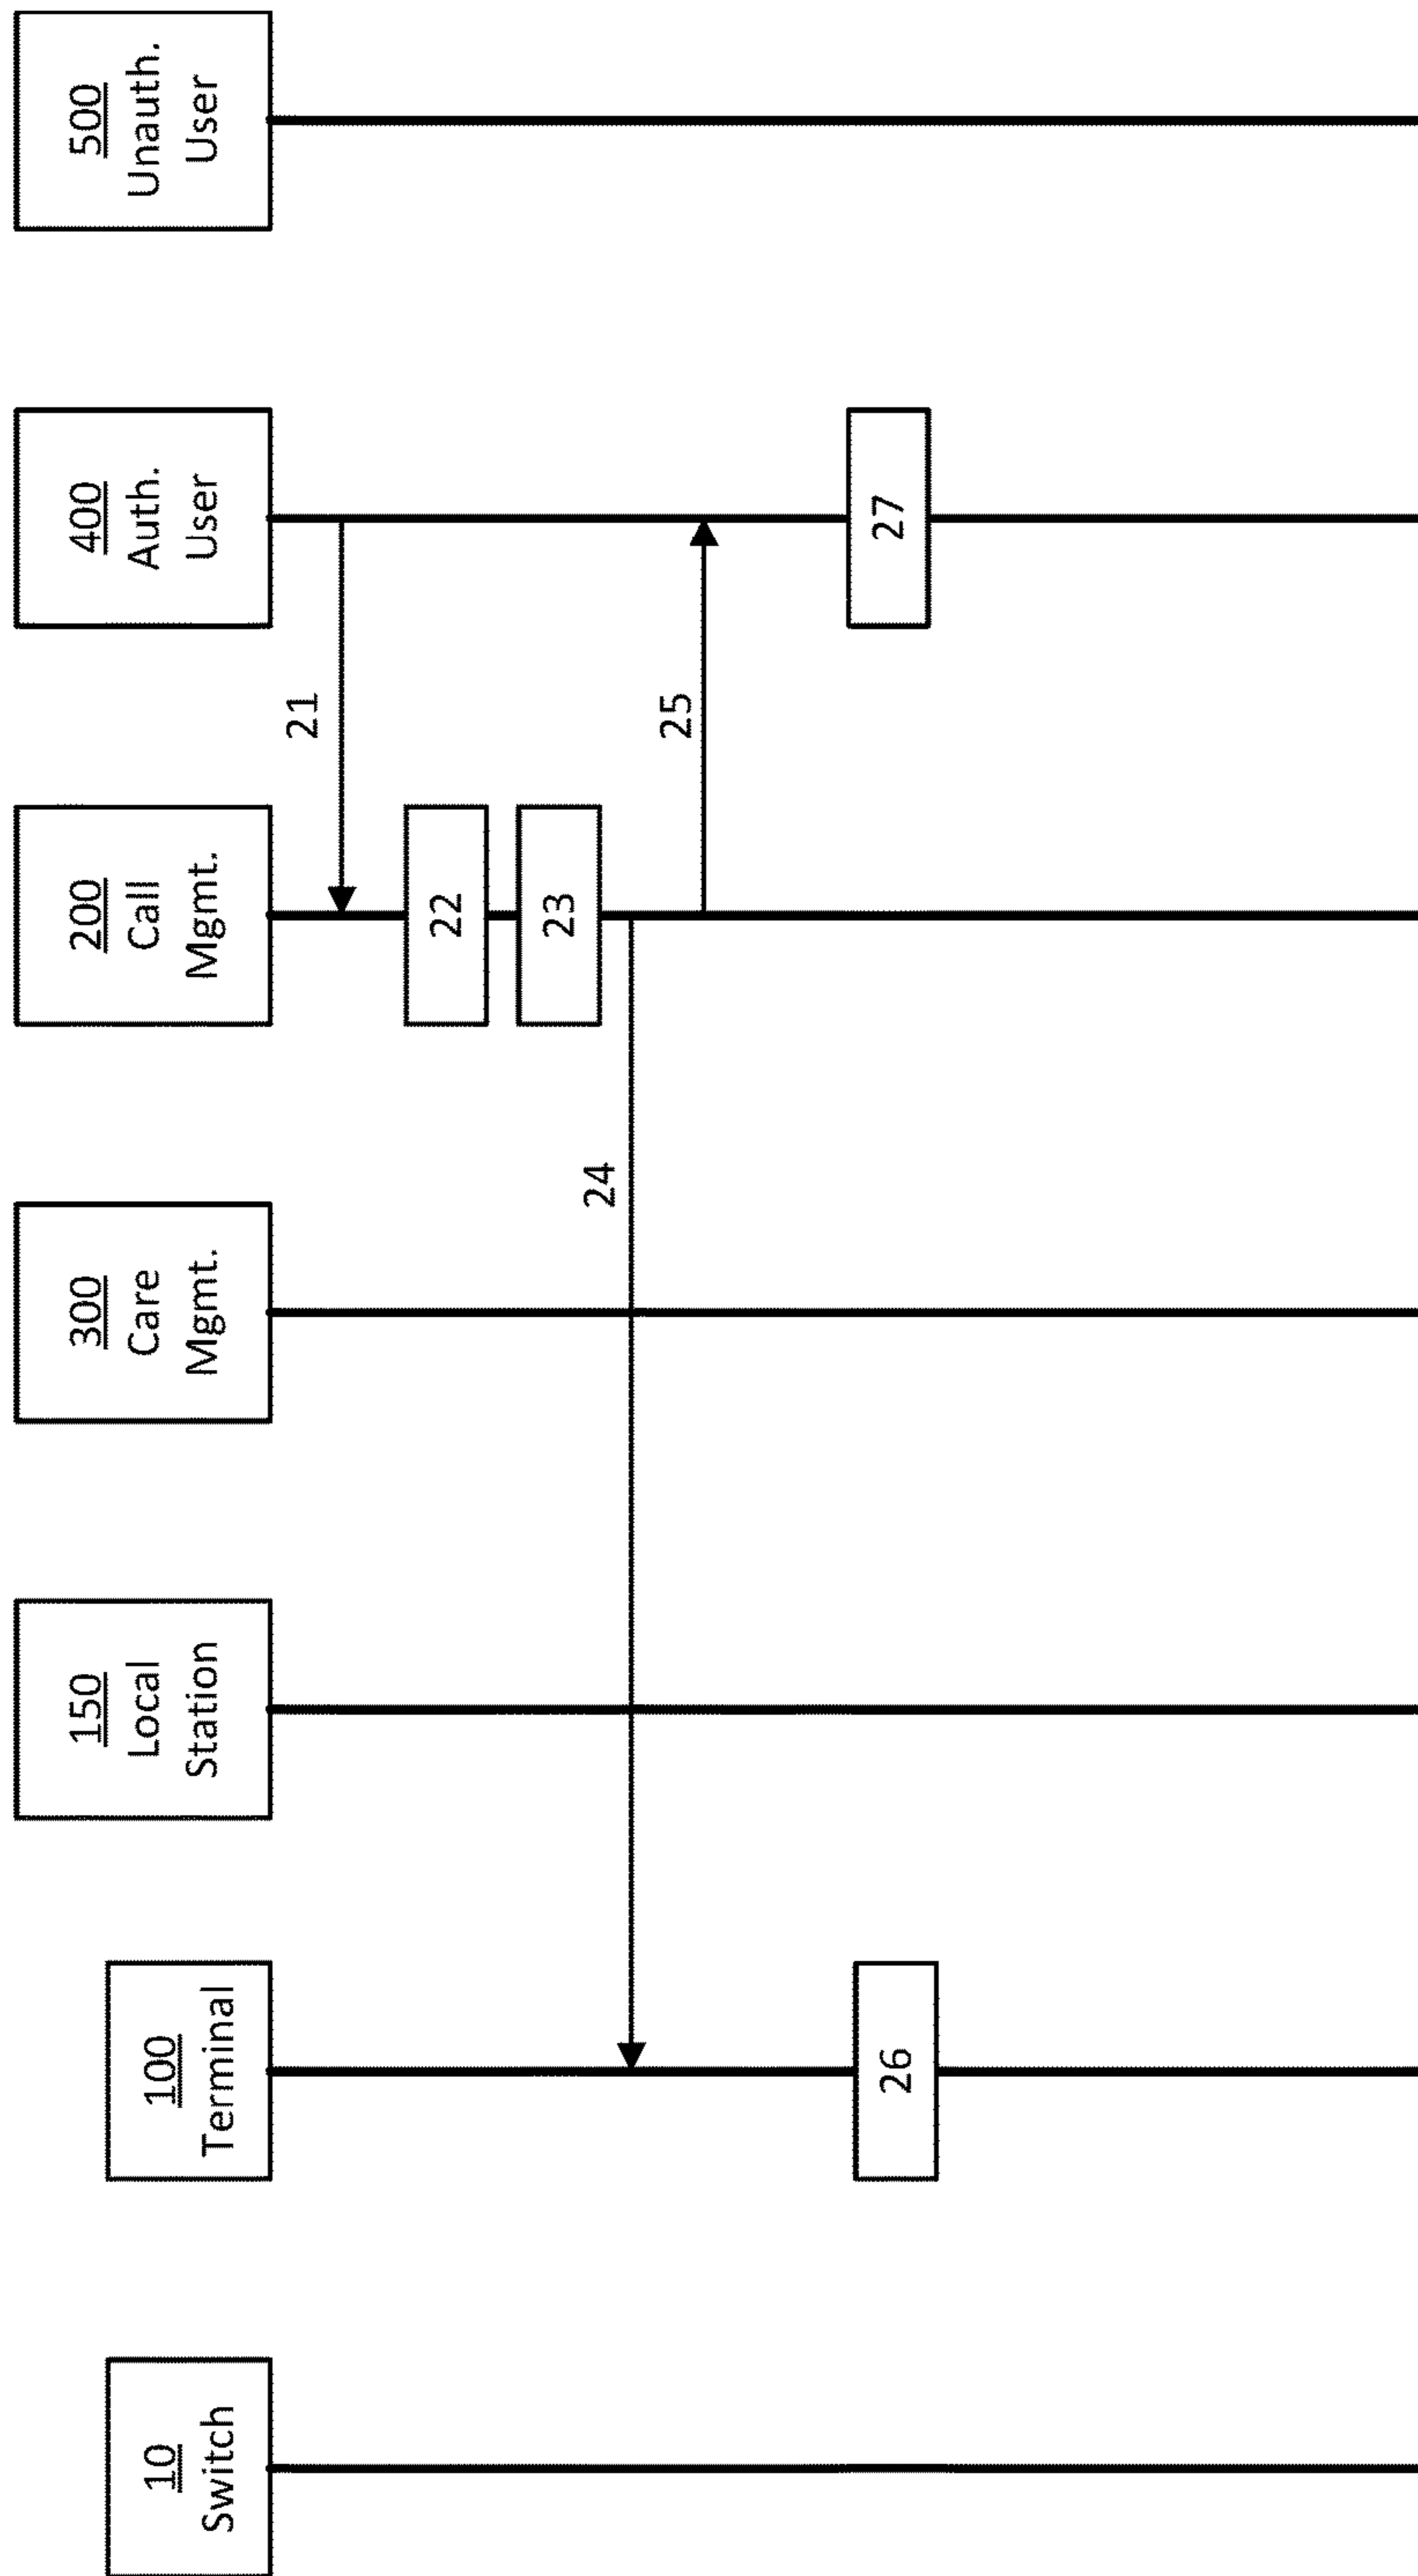 10
Switch
100
Terminal
150
Local
Station
300
Care
Mgmt.
200
Call
Mgmt.
400
Auth.
User
500
Unauth.
User
21
22
23
24
25
26
27